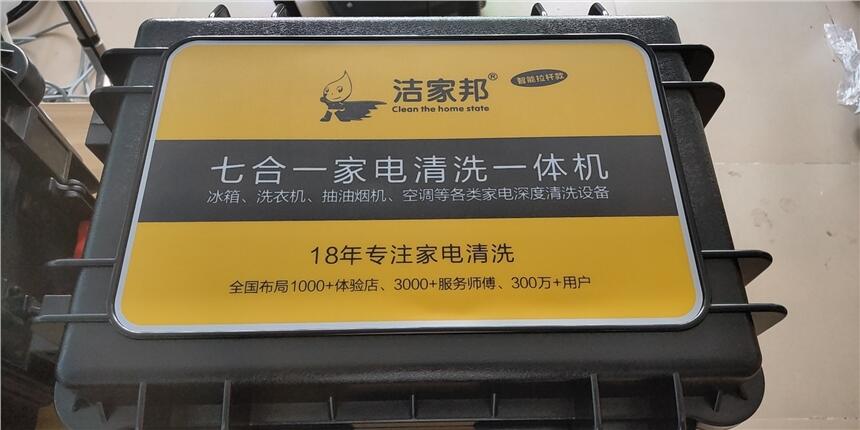 洁家邦®
智能拉杆款
Clean the home state
七合一家电清洗一体机
冰箱、洗衣机、抽油烟机、空调等各类家电深度清洗设备
18年专注家电清洗
全国布局1000+体验店、3000+服务师傅、300万+用户